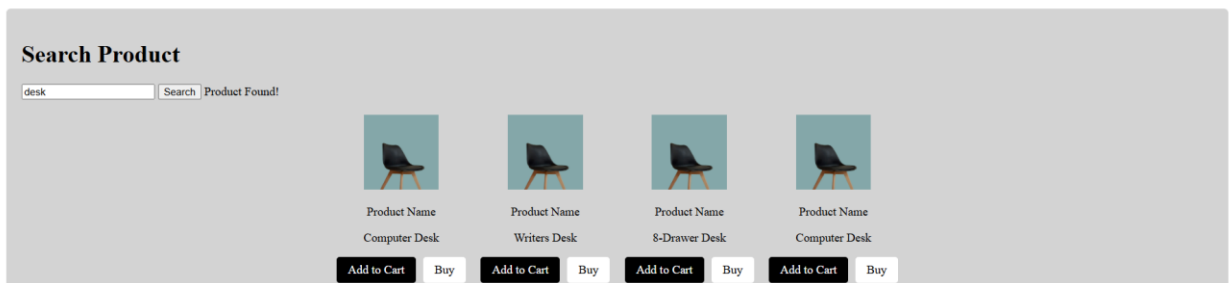 Search Product
desk Search Product Found!
Product Name Product Name Product Name Product Name
Computer Desk Writers Desk 8-Drawer Desk Computer Desk
Add to Cart Buy Add to Cart Buy Add to Cart Buy Add to Cart Buy